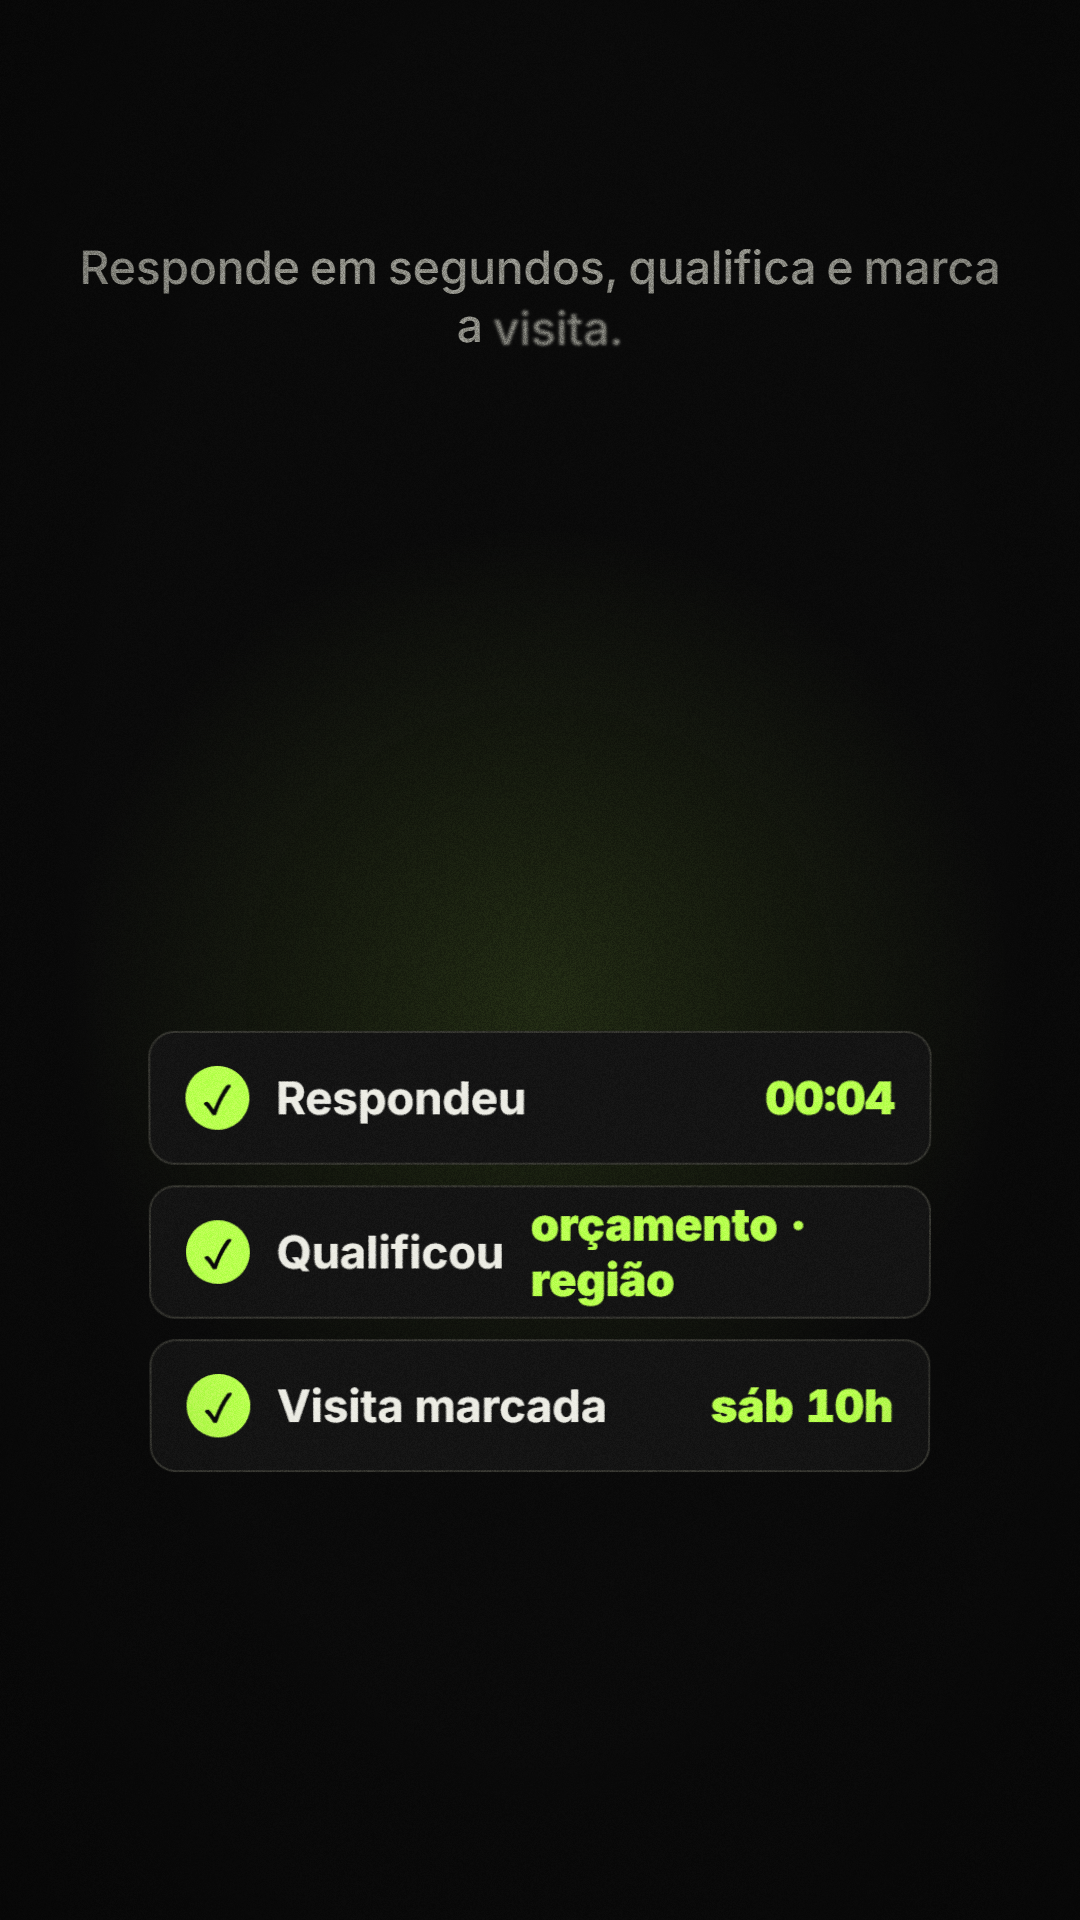 Responde em segundos, qualifica e marca
a visita.
Respondeu 00:04
Qualificou orçamento ·
região
Visita marcada sáb 10h